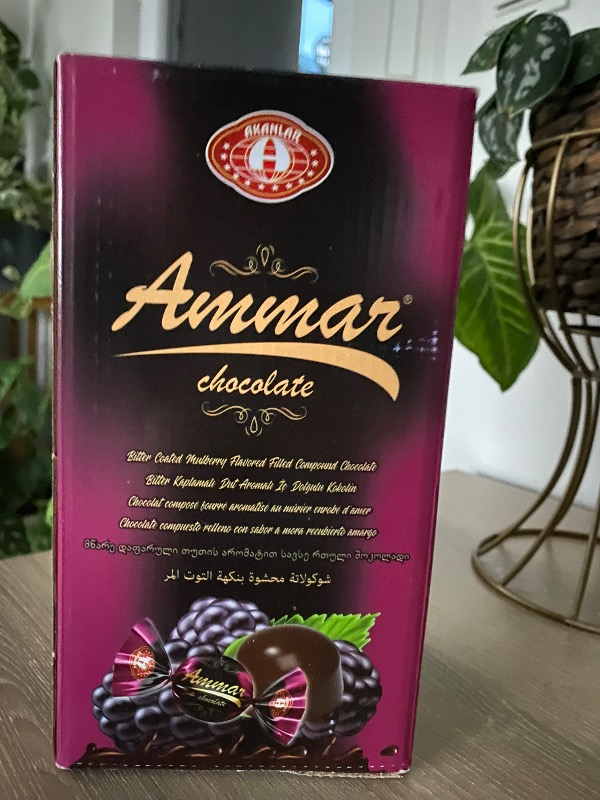 AKANLAR
A
Ammar®
chocolate
Bitter Coated Mulberry Flavored Filled Compound Chocolate
Bitter Kaplamalı Dut Aromalı İç Dolgulu Kokolin
Chocolat composé fourré aromatisé au mûrier enrobé d'amer
Chocolate compuesto relleno con sabor a mora reenbierto amargo
მწარე დაფარული თუთის არომატით სავსე რთული შოკოლადი
شوكولاتة محشوة بنكهة التوت المر
Ammar
chocolate